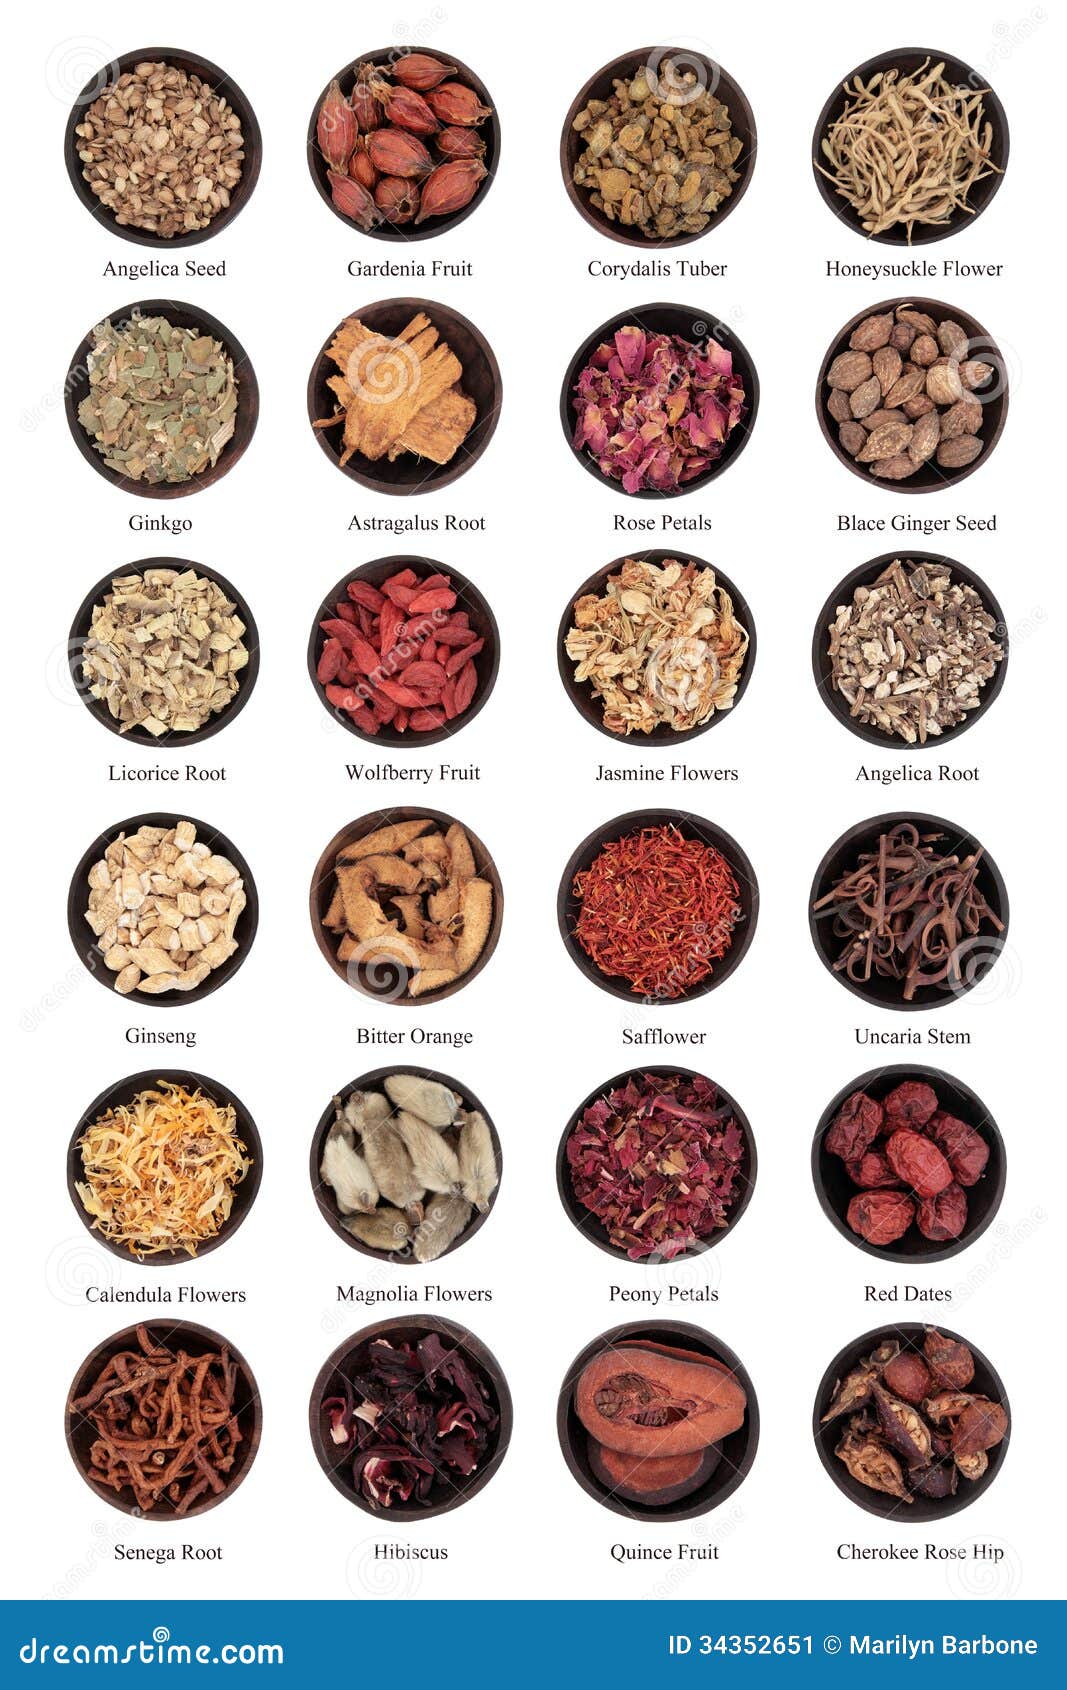 Angelica Seed
Gardenia Fruit
Corydalis Tuber
Honeysuckle Flower
Ginkgo
Astragalus Root
Rose Petals
Blace Ginger Seed
Licorice Root
Wolfberry Fruit
Jasmine Flowers
Angelica Root
Ginseng
Bitter Orange
Safflower
Uncaria Stem
Calendula Flowers
Magnolia Flowers
Peony Petals
Red Dates
Senega Root
Hibiscus
Quince Fruit
Cherokee Rose Hip
dreamstime.com
ID 34352651 © Marilyn Barbone